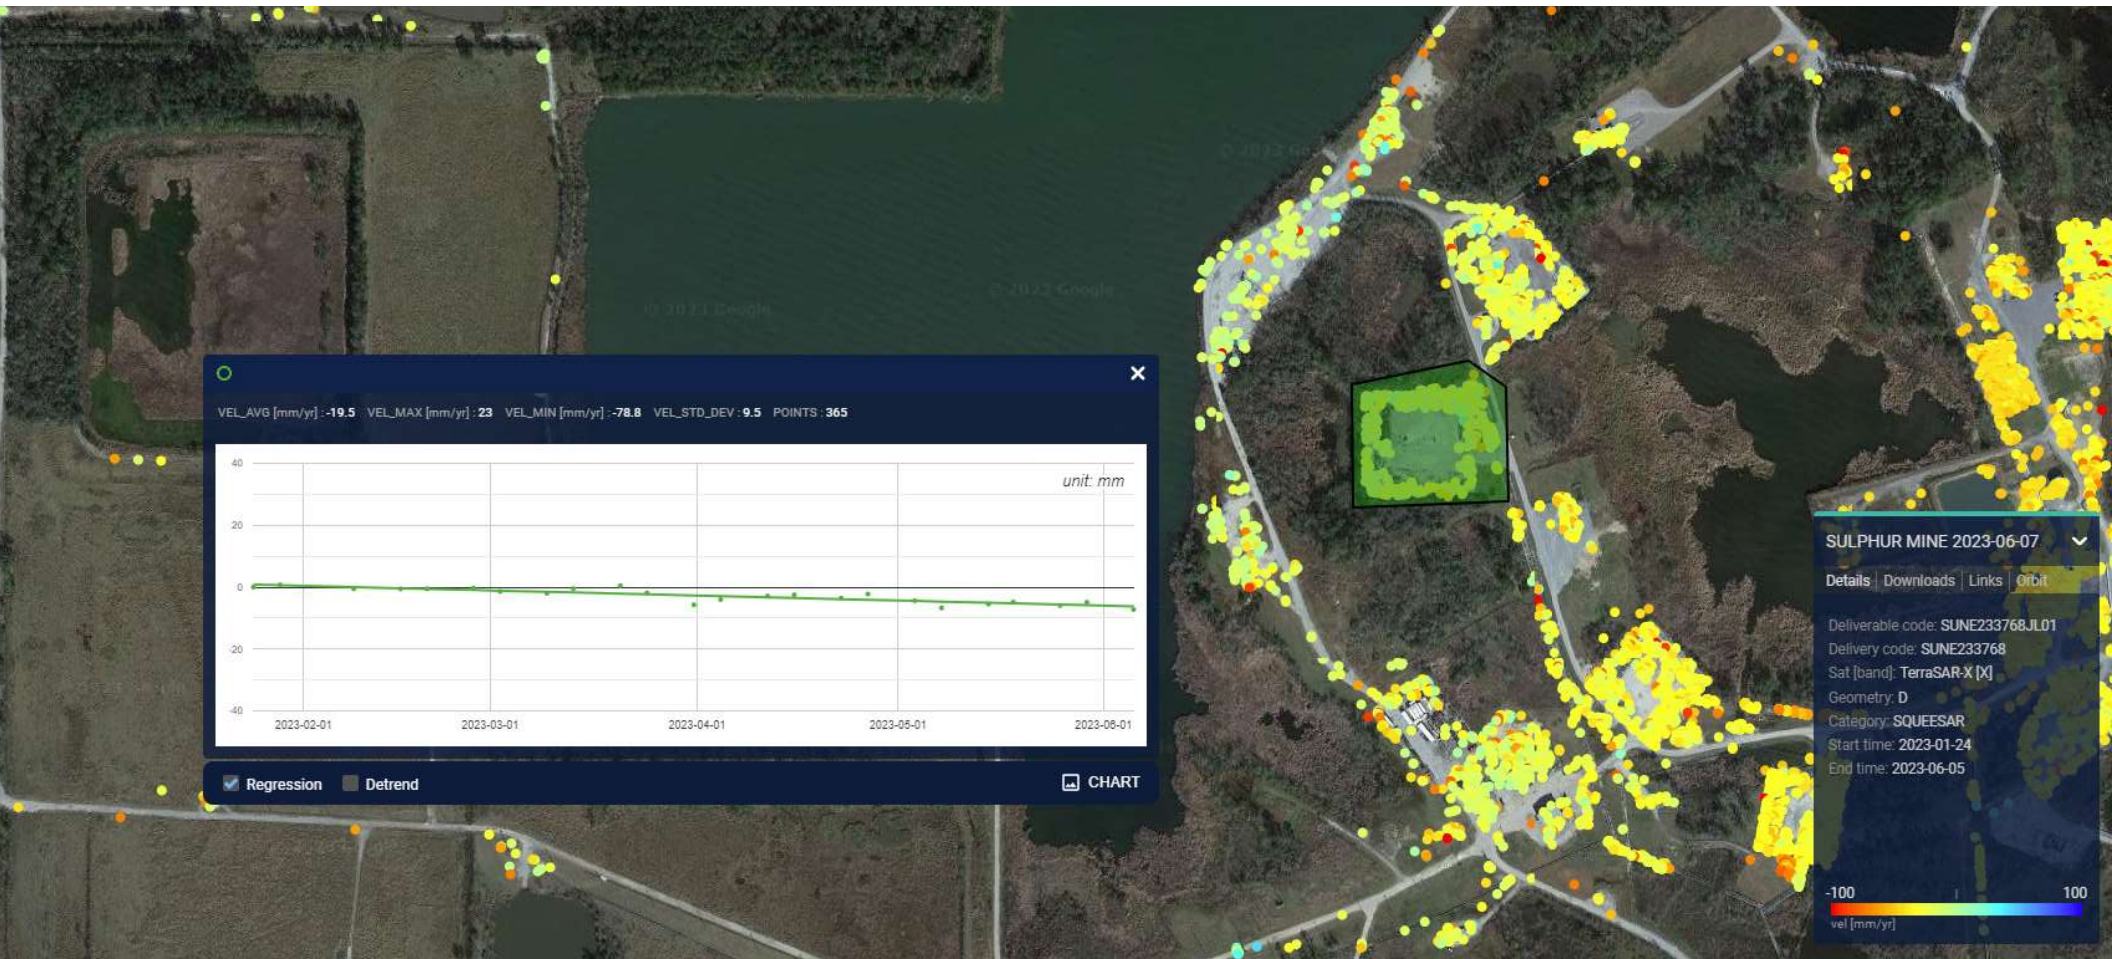 © 2023 Google
© 2023 Google
VEL_AVG [mm/yr] : -19.5 VEL_MAX [mm/yr] : 23 VEL_MIN [mm/yr] : -78.8 VEL_STD_DEV : 9.5 POINTS : 365
unit: mm
40
20
0
-20
-40
2023-02-01 2023-03-01 2023-04-01 2023-05-01 2023-06-01
Regression Detrend CHART
SULPHUR MINE 2023-06-07
Details Downloads Links Orbit
Deliverable code: SUNE233768JL01
Delivery code: SUNE233768
Sat [band]: TerraSAR-X [X]
Geometry: D
Category: SQUEESAR
Start time: 2023-01-24
End time: 2023-06-05
-100 100
vel [mm/yr]